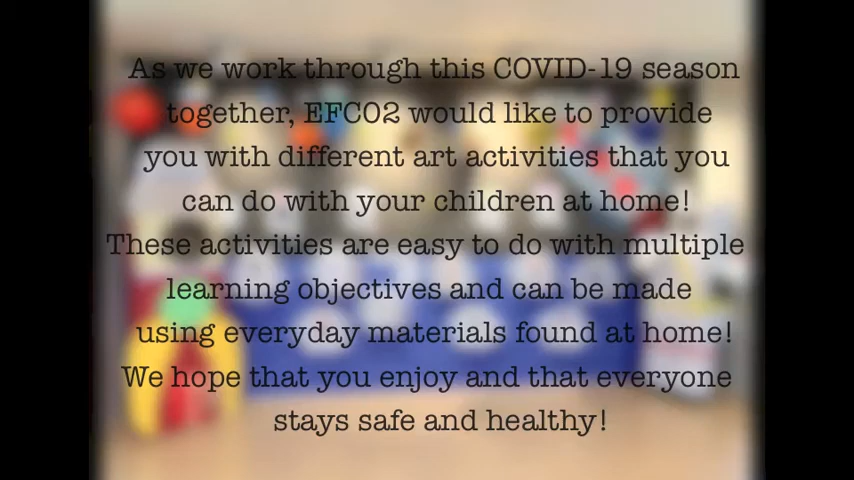 As we work through this COVID-19 season
together, EFCO2 would like to provide
you with different art activities that you
can do with your children at home!
These activities are easy to do with multiple
learning objectives and can be made
using everyday materials found at home!
We hope that you enjoy and that everyone
stays safe and healthy!